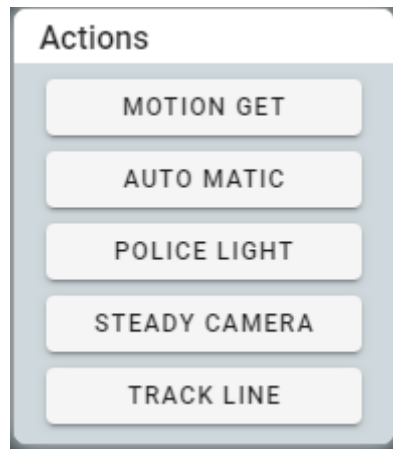 Actions
MOTION GET
AUTO MATIC
POLICE LIGHT
STEADY CAMERA
TRACK LINE